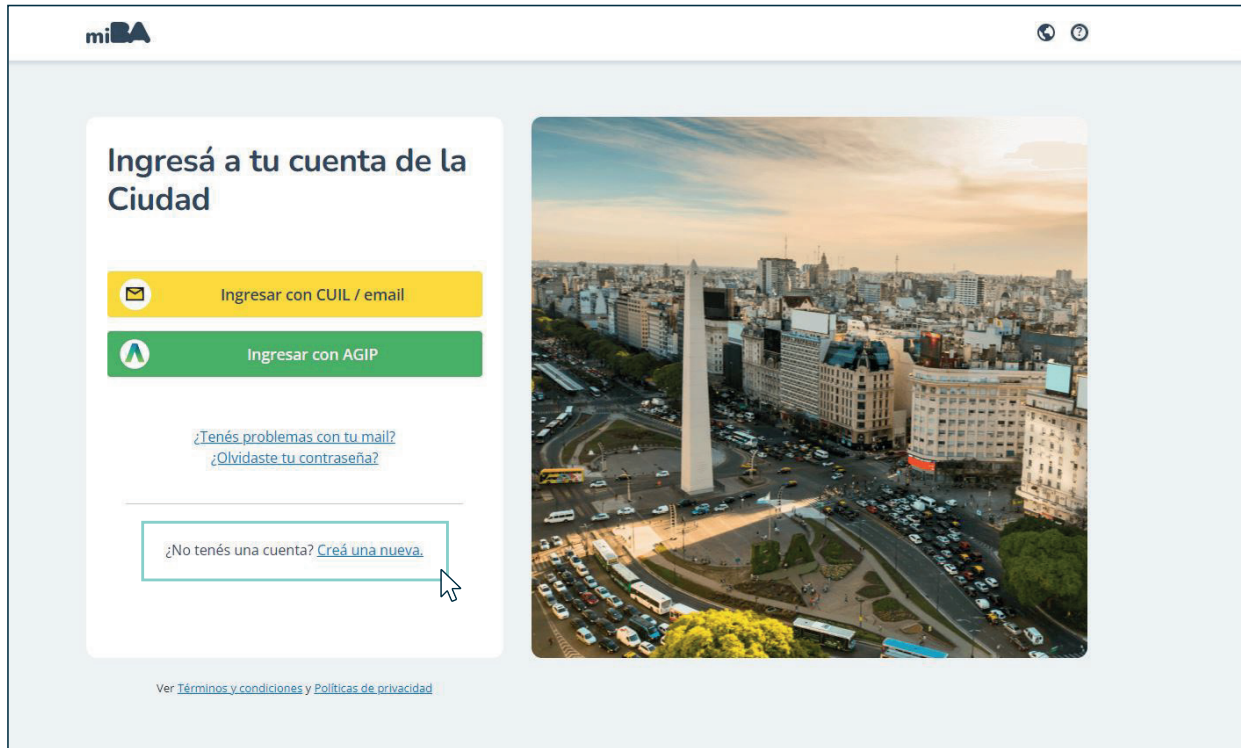 miBA
Ingresá a tu cuenta de la
Ciudad
Ingresar con CUIL / email
Ingresar con AGIP
¿Tenés problemas con tu mail?
¿Olvidaste tu contraseña?
¿No tenés una cuenta? Creá una nueva.
Ver Términos y condiciones y Políticas de privacidad
BA